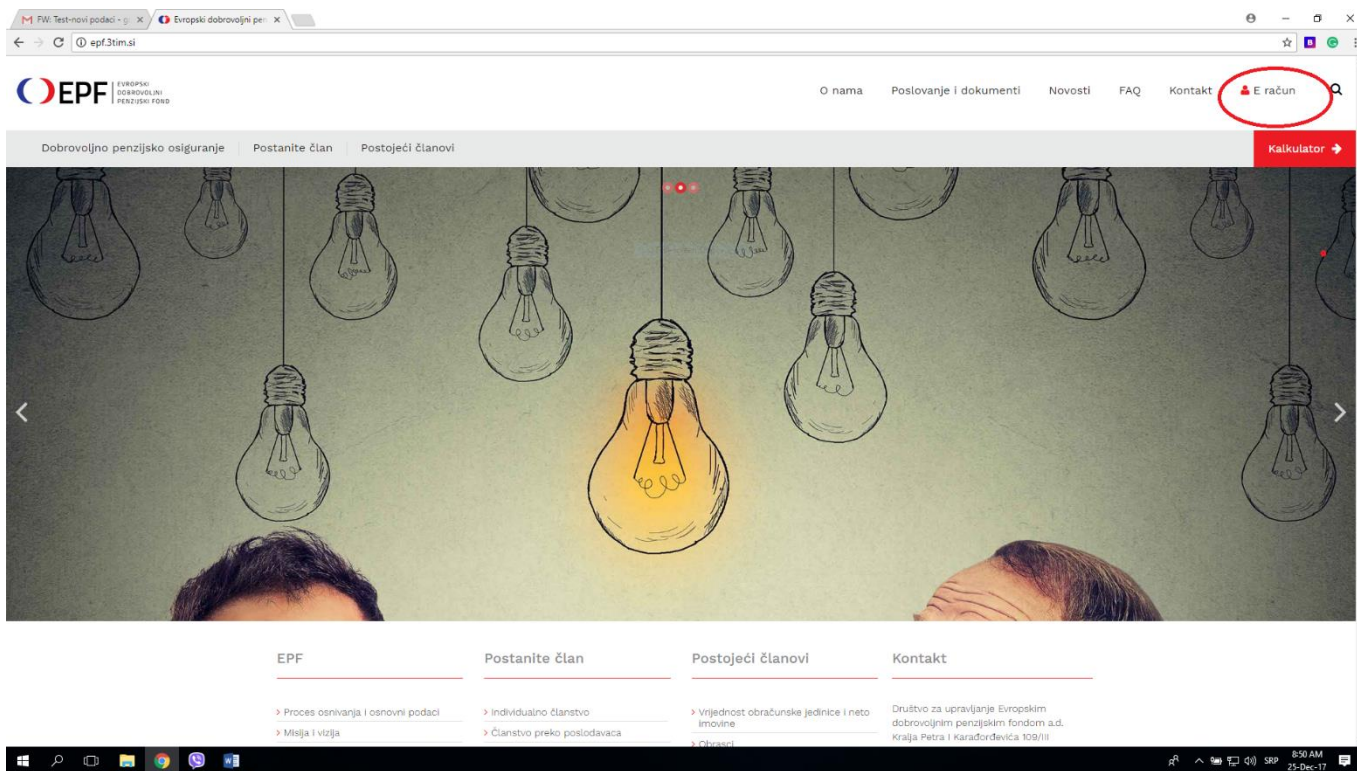 FW: Test-novi podaci - g
Evropski dobrovoljni pen
epf.3tim.si
EPF
EVROPSKI
DOBROVOLJNI
PENZIJSKI FOND
O nama
Poslovanje i dokumenti
Novosti
FAQ
Kontakt
E račun
Dobrovoljno penzijsko osiguranje
Postanite član
Postojeći članovi
Kalkulator
EPF
Proces osnivanja i osnovni podaci
Misija i vizija
Postanite član
Individualno članstvo
Članstvo preko poslodavaca
Postojeći članovi
Vrijednost obračunske jedinice i neto
imovine
Obrasci
Kontakt
Društvo za upravljanje Evropskim
dobrovoljnim penzijskim fondom a.d.
Kralja Petra I Karađorđevića 109/III
SRP
8:50 AM
25-Dec-17